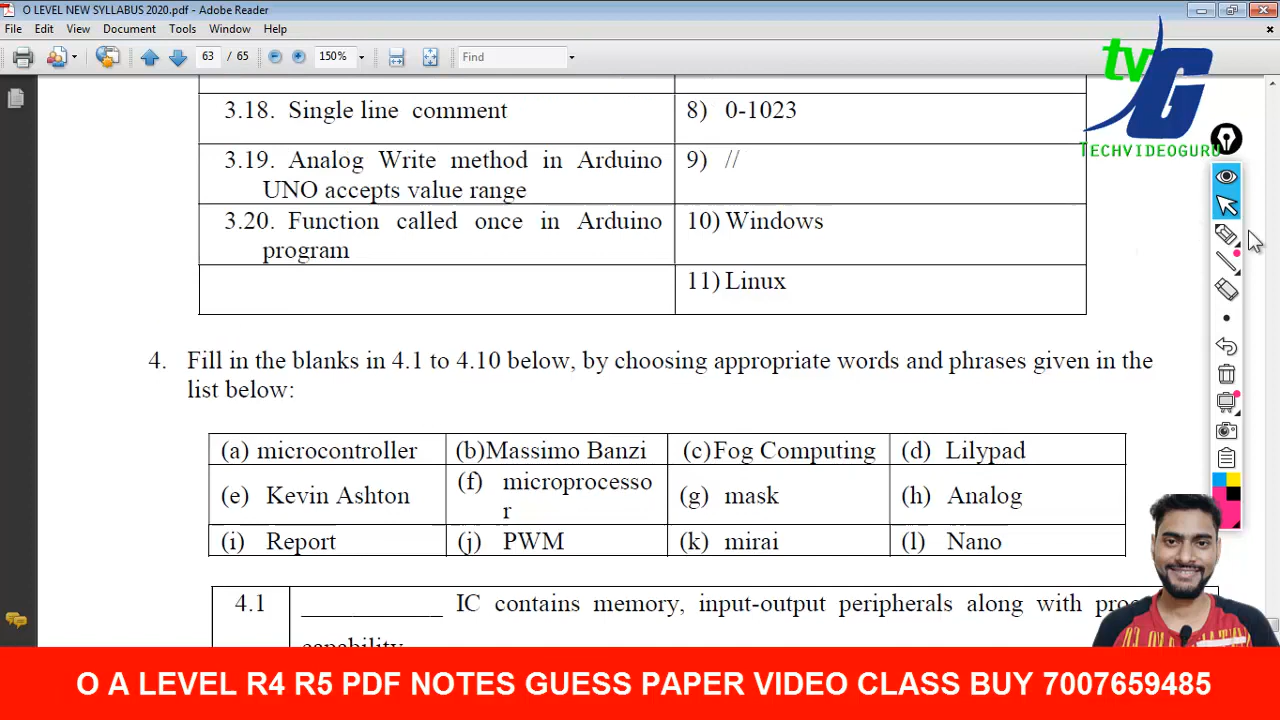 O LEVEL NEW SYLLABUS 2020.pdf - Adobe Reader
File Edit View Document Tools Window Help
63 / 65 150% Find
tvG
TECHVIDEOGURU
3.18. Single line comment
8) 0-1023
3.19. Analog Write method in Arduino
UNO accepts value range
9) //
3.20. Function called once in Arduino
program
10) Windows
11) Linux
4. Fill in the blanks in 4.1 to 4.10 below, by choosing appropriate words and phrases given in the
list below:
(a) microcontroller (b)Massimo Banzi (c)Fog Computing (d) Lilypad
(e) Kevin Ashton (f) microprocesso
r (g) mask (h) Analog
(i) Report (j) PWM (k) mirai (l) Nano
4.1 __________ IC contains memory, input-output peripherals along with
capability
O A LEVEL R4 R5 PDF NOTES GUESS PAPER VIDEO CLASS BUY 7007659485